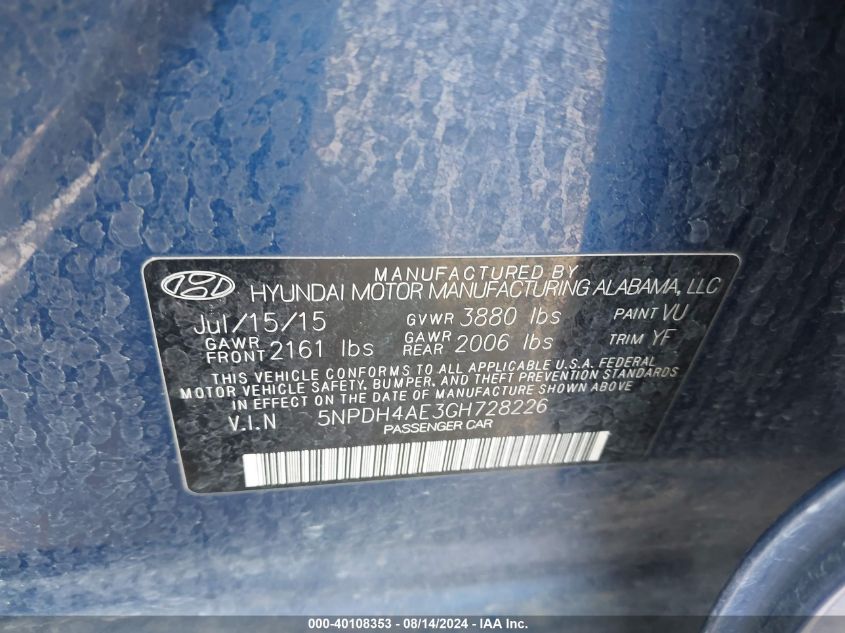 MANUFACTURED BY
HYUNDAI MOTOR MANUFACTURING ALABAMA, LLC
Jul/15/15 GVWR 3880 lbs PAINT VU
GAWR FRONT 2161 lbs GAWR REAR 2006 lbs TRIM YF
THIS VEHICLE CONFORMS TO ALL APPLICABLE U.S.A. FEDERAL
MOTOR VEHICLE SAFETY, BUMPER, AND THEFT PREVENTION STANDARDS
IN EFFECT ON THE DATE OF MANUFACTURE SHOWN ABOVE
V.I.N 5NPDH4AE3GH728226
PASSENGER CAR
000-40108353 - 08/14/2024 - IAA Inc.